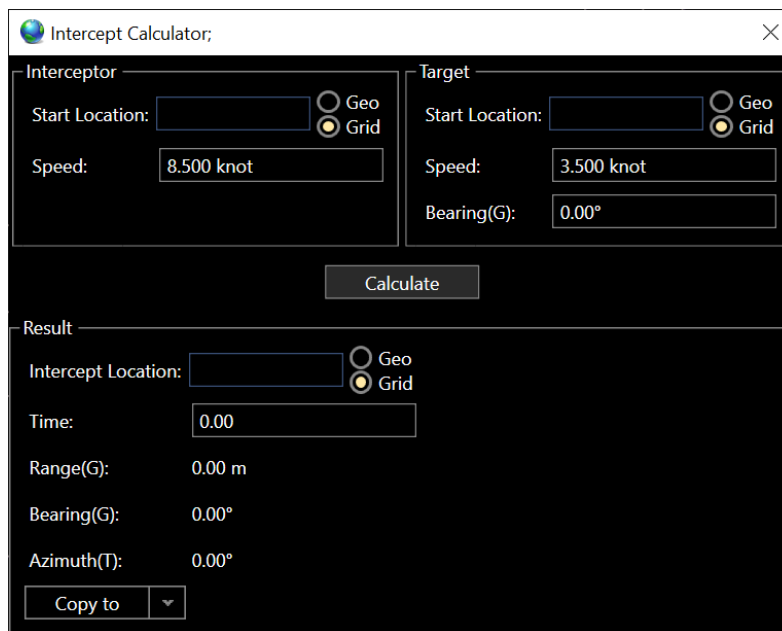 Intercept Calculator;
Interceptor
Start Location:
Geo
Grid
Speed:
8.500 knot
Target
Start Location:
Geo
Grid
Speed:
3.500 knot
Bearing(G):
0.00°
Calculate
Result
Intercept Location:
Geo
Grid
Time:
0.00
Range(G):
0.00 m
Bearing(G):
0.00°
Azimuth(T):
0.00°
Copy to